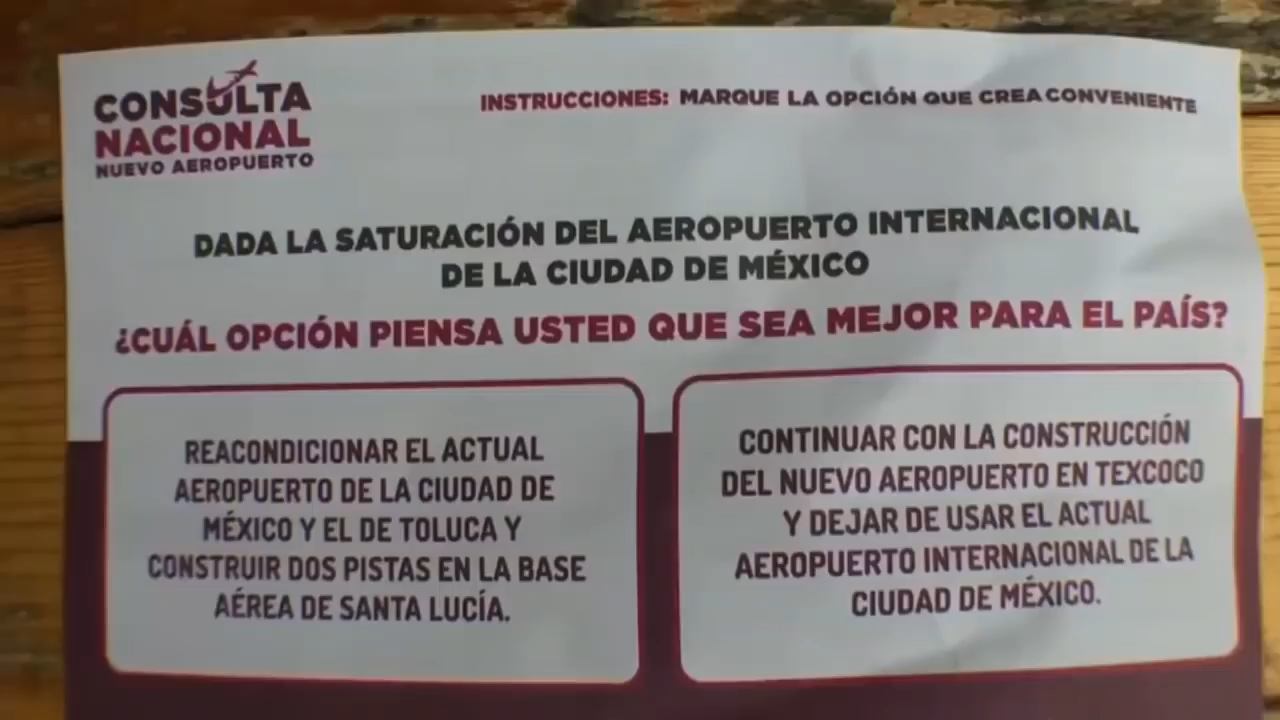 CONSULTA
NACIONAL
NUEVO AEROPUERTO
INSTRUCCIONES: MARQUE LA OPCIÓN QUE CREA CONVENIENTE
DADA LA SATURACIÓN DEL AEROPUERTO INTERNACIONAL
DE LA CIUDAD DE MÉXICO
¿CUÁL OPCIÓN PIENSA USTED QUE SEA MEJOR PARA EL PAÍS?
REACONDICIONAR EL ACTUAL
AEROPUERTO DE LA CIUDAD DE
MÉXICO Y EL DE TOLUCA Y
CONSTRUIR DOS PISTAS EN LA BASE
AÉREA DE SANTA LUCÍA.
CONTINUAR CON LA CONSTRUCCIÓN
DEL NUEVO AEROPUERTO EN TEXCOCO
Y DEJAR DE USAR EL ACTUAL
AEROPUERTO INTERNACIONAL DE LA
CIUDAD DE MÉXICO.